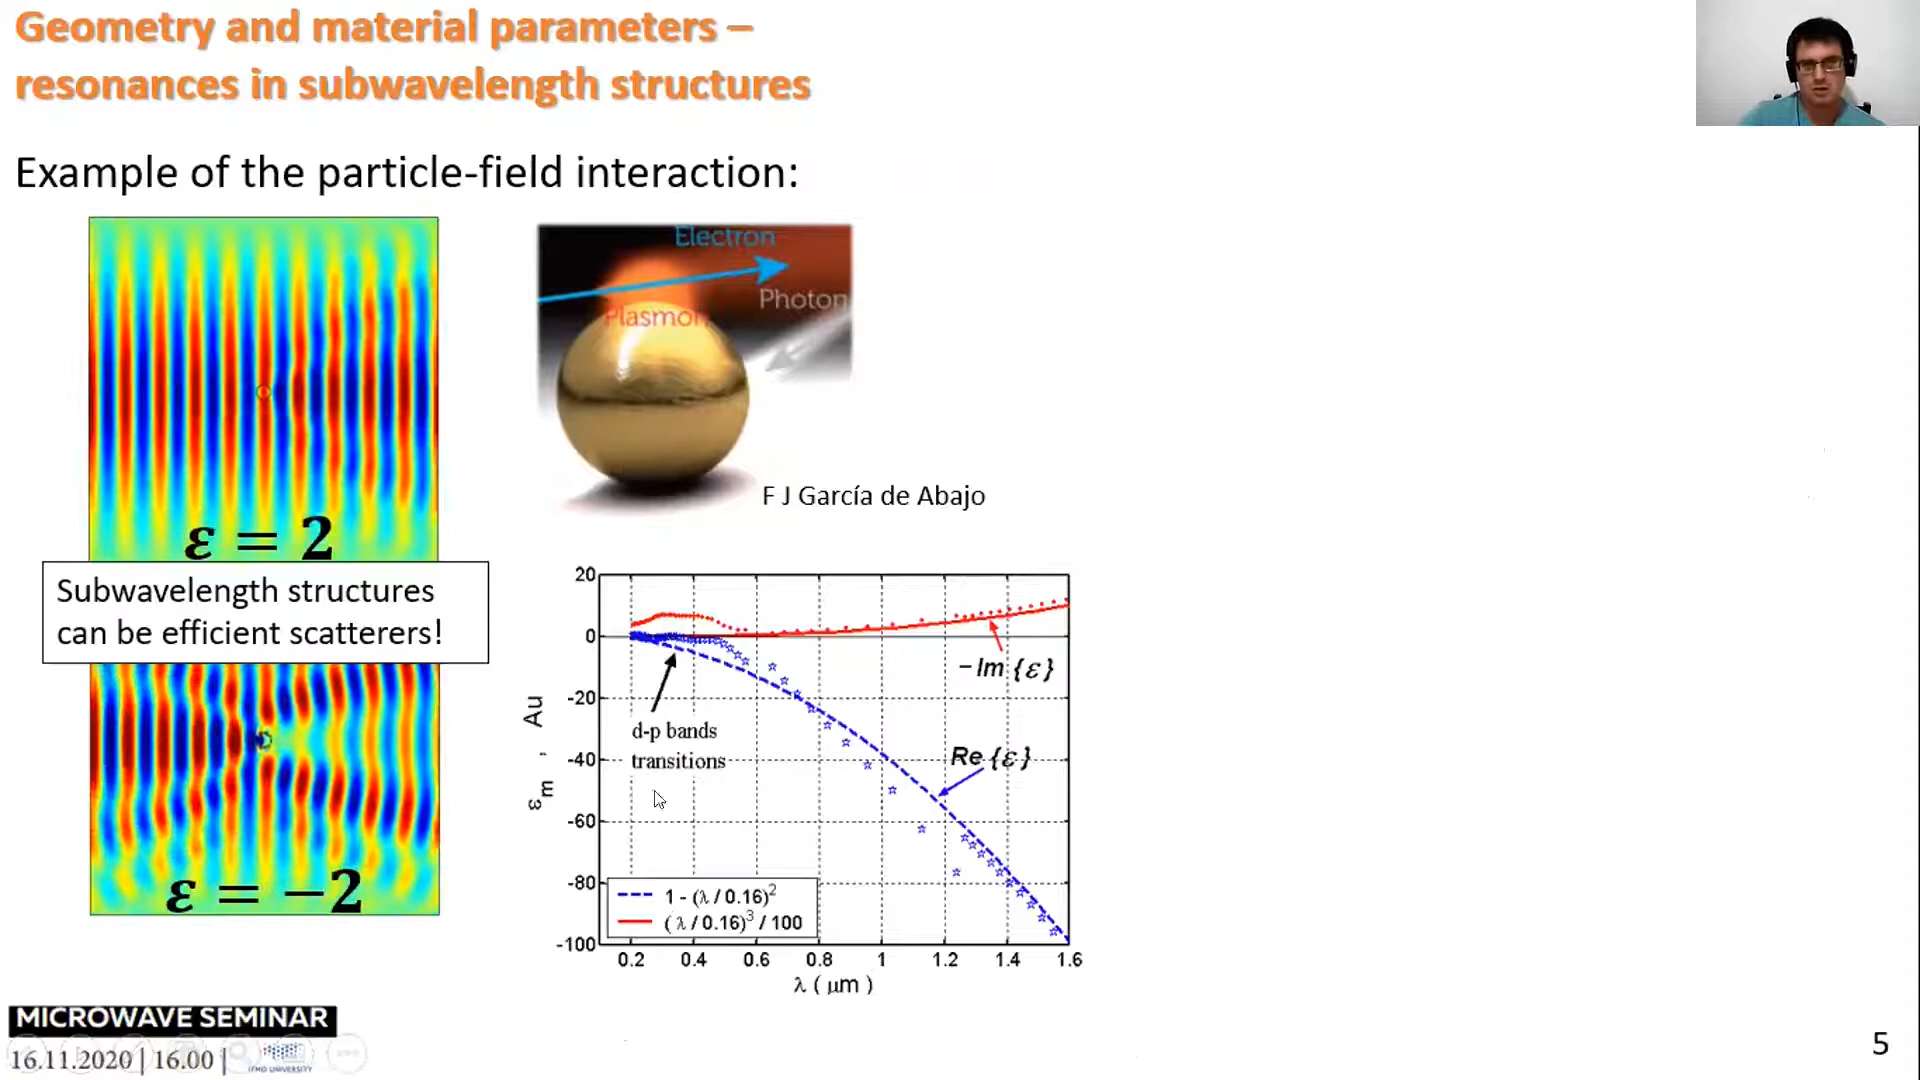 Geometry and material parameters –
resonances in subwavelength structures
Example of the particle-field interaction:
ε = 2
Subwavelength structures
can be efficient scatterers!
ε = −2
Electron
Photon
Plasmon
F J García de Abajo
20
0
-20
-40
-60
-80
-100
εm , Au
− Im {ε}
d-p bands
transitions
Re {ε}
1 - (λ / 0.16)²
(λ / 0.16)³ / 100
0.2 0.4 0.6 0.8 1 1.2 1.4 1.6
λ ( μm )
MICROWAVE SEMINAR
16.11.2020 | 16.00 |
ITMO UNIVERSITY
5